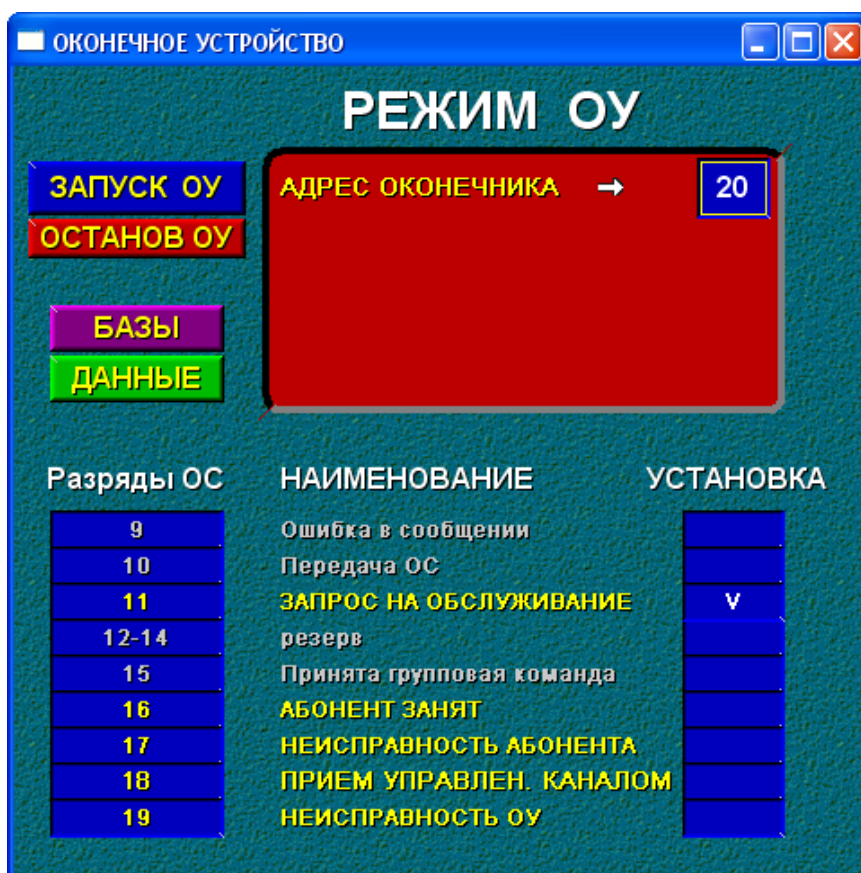 ОКОНЕЧНОЕ УСТРОЙСТВО
РЕЖИМ ОУ
ЗАПУСК ОУ
АДРЕС ОКОНЕЧНИКА → 20
ОСТАНОВ ОУ
БАЗЫ
ДАННЫЕ
Разряды ОС НАИМЕНОВАНИЕ УСТАНОВКА
9 Ошибка в сообщении
10 Передача ОС
11 ЗАПРОС НА ОБСЛУЖИВАНИЕ V
12-14 резерв
15 Принята групповая команда
16 АБОНЕНТ ЗАНЯТ
17 НЕИСПРАВНОСТЬ АБОНЕНТА
18 ПРИЕМ УПРАВЛЕН. КАНАЛОМ
19 НЕИСПРАВНОСТЬ ОУ